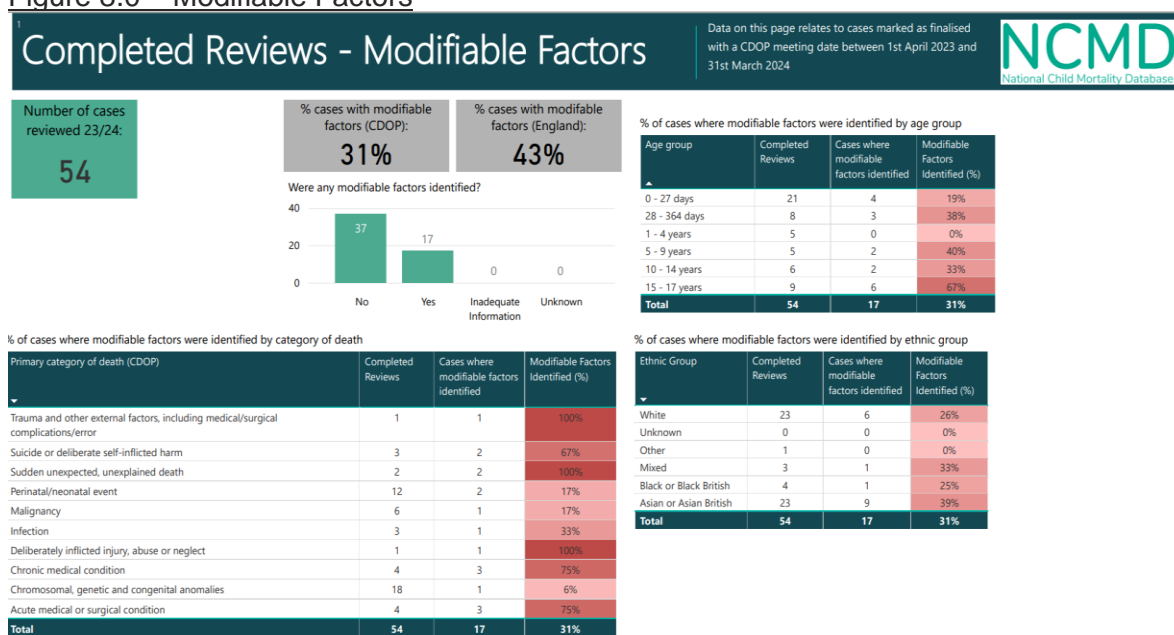 Figure 8.0 – Modifiable Factors
1
Completed Reviews - Modifiable Factors
Data on this page relates to cases marked as finalised
with a CDOP meeting date between 1st April 2023 and
31st March 2024
NCMD
National Child Mortality Database
Number of cases
reviewed 23/24:
54
% cases with modifiable
factors (CDOP):
31%
% cases with modifable
factors (England):
43%
Were any modifiable factors identified?
40
20
0
37
17
0
0
No
Yes
Inadequate
Information
Unknown
% of cases where modifiable factors were identified by age group
Age group
Completed
Reviews
Cases where
modifiable
factors identified
Modifiable
Factors
Identified (%)
0 - 27 days 21 4 19%
28 - 364 days 8 3 38%
1 - 4 years 5 0 0%
5 - 9 years 5 2 40%
10 - 14 years 6 2 33%
15 - 17 years 9 6 67%
Total 54 17 31%
% of cases where modifiable factors were identified by category of death
Primary category of death (CDOP)
Completed
Reviews
Cases where
modifiable factors
identified
Modifiable Factors
Identified (%)
Trauma and other external factors, including medical/surgical
complications/error
1 1 100%
Suicide or deliberate self-inflicted harm 3 2 67%
Sudden unexpected, unexplained death 2 2 100%
Perinatal/neonatal event 12 2 17%
Malignancy 6 1 17%
Infection 3 1 33%
Deliberately inflicted injury, abuse or neglect 1 1 100%
Chronic medical condition 4 3 75%
Chromosomal, genetic and congenital anomalies 18 1 6%
Acute medical or surgical condition 4 3 75%
Total 54 17 31%
% of cases where modifiable factors were identified by ethnic group
Ethnic Group
Completed
Reviews
Cases where
modifiable
factors identified
Modifiable
Factors
Identified (%)
White 23 6 26%
Unknown 0 0 0%
Other 1 0 0%
Mixed 3 1 33%
Black or Black British 4 1 25%
Asian or Asian British 23 9 39%
Total 54 17 31%